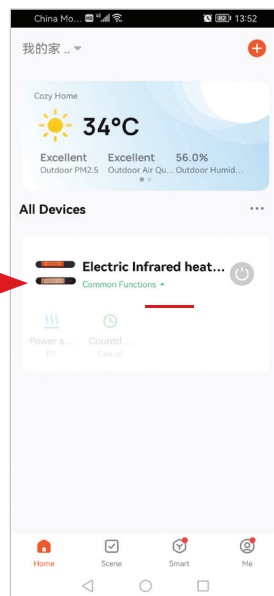 China Mo... 13:52
我的家 ..
Cozy Home
34°C
Excellent Excellent 56.0%
Outdoor PM2.5 Outdoor Air Qu... Outdoor Humid...
All Devices ...
Electric Infrared heat...
Common Functions
Power s... Countd...
P1 Cancel
Home Scene Smart Me